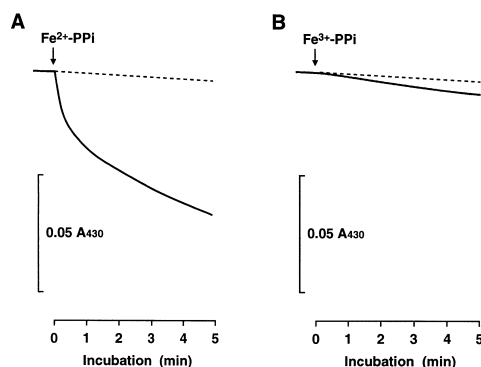 A
Fe2+-PPi
0.05 A430
0 1 2 3 4 5
Incubation (min)
B
Fe3+-PPi
0.05 A430
0 1 2 3 4 5
Incubation (min)